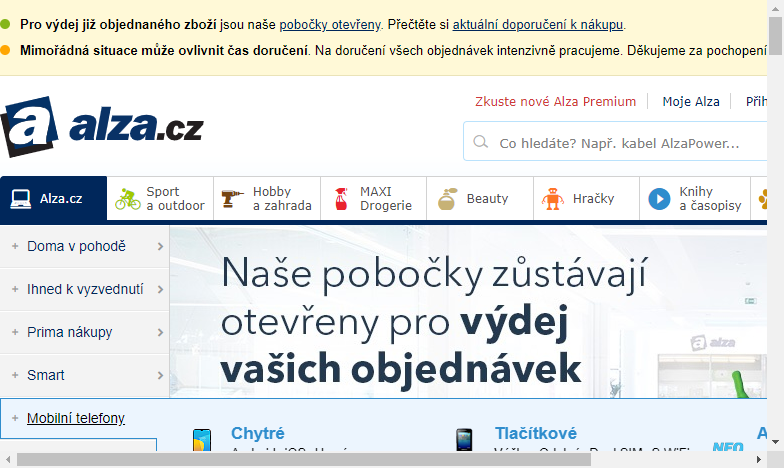 Pro výdej již objednaného zboží jsou naše pobočky otevřeny. Přečtěte si aktuální doporučení k nákupu.
Mimořádná situace může ovlivnit čas doručení. Na doručení všech objednávek intenzivně pracujeme. Děkujeme za pochopení
Zkuste nové Alza Premium Moje Alza Přih
a alza.cz
Co hledáte? Např. kabel AlzaPower...
Alza.cz
Sport
a outdoor
Hobby
a zahrada
MAXI
Drogerie
Beauty
Hračky
Knihy
a časopisy
Doma v pohodě
Ihned k vyzvednutí
Prima nákupy
Smart
Mobilní telefony
Naše pobočky zůstávají
otevřeny pro výdej
vašich objednávek
alza
Chytré
Tlačítkové
NEO